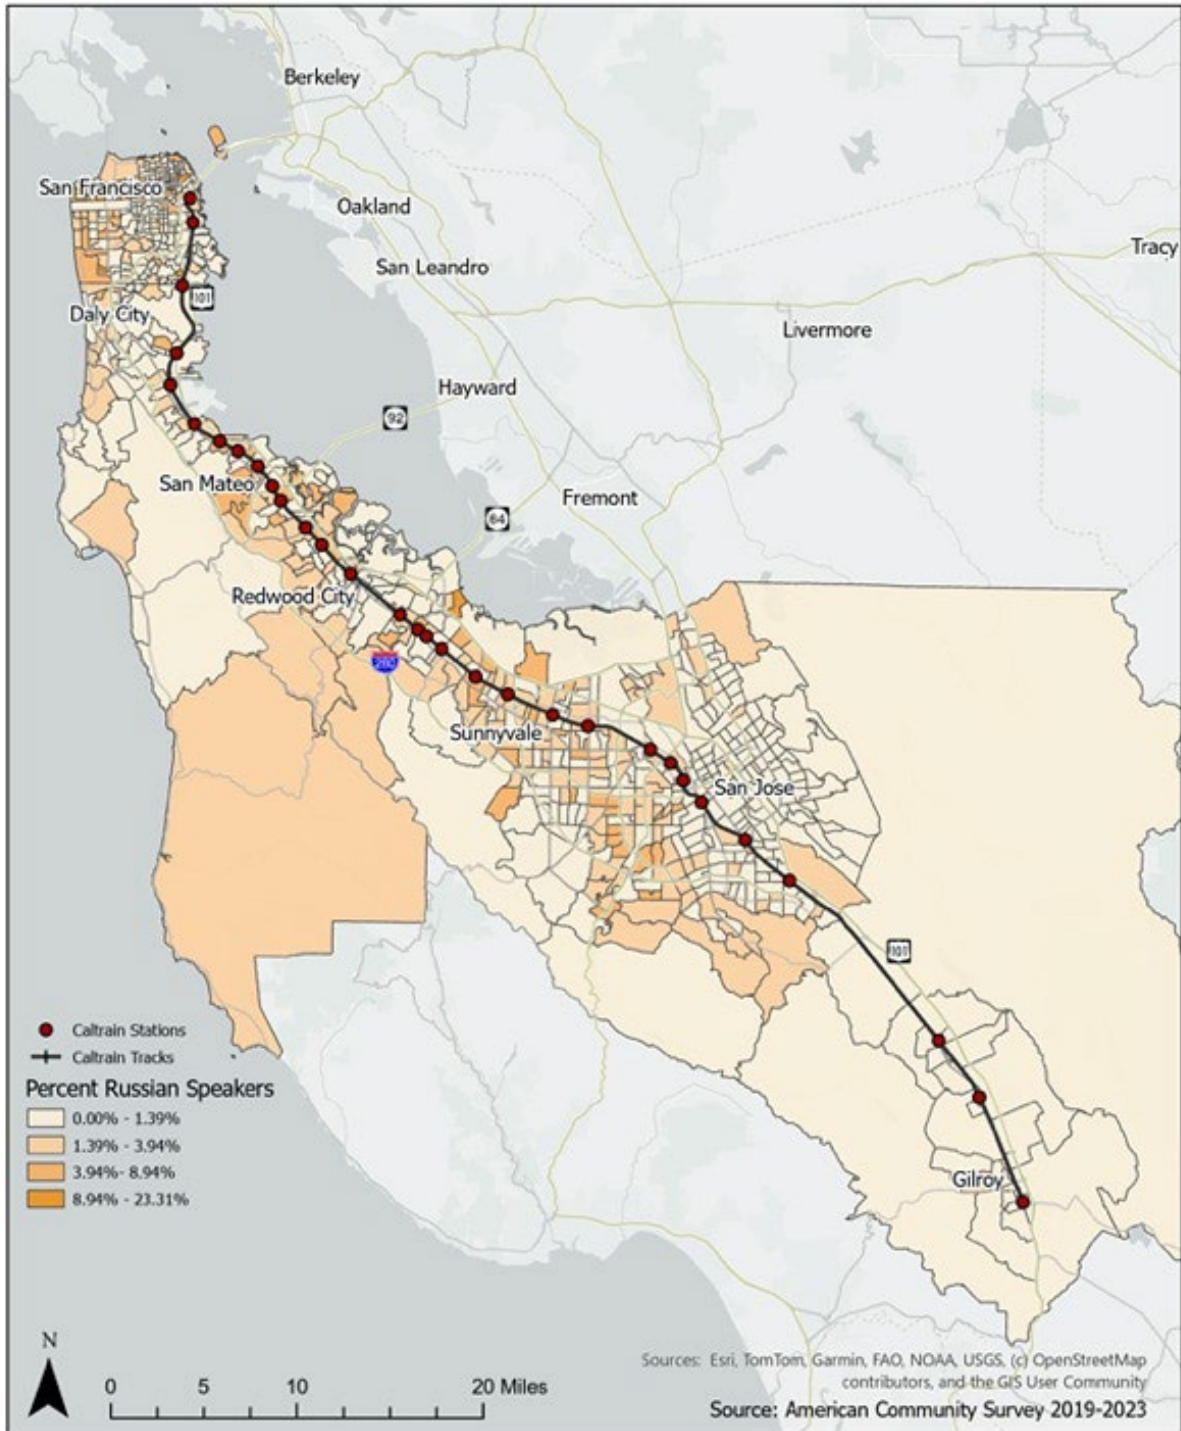 Berkeley
San Francisco
Oakland
Tracy
San Leandro
101
Daly City
Livermore
Hayward
92
San Mateo
Fremont
84
Redwood City
280
Sunnyvale
San Jose
101
Caltrain Stations
Caltrain Tracks
Percent Russian Speakers
0.00% - 1.39%
1.39% - 3.94%
3.94%- 8.94%
8.94% - 23.31%
Gilroy
N
0 5 10 20 Miles
Sources: Esri, TomTom, Garmin, FAO, NOAA, USGS, (c) OpenStreetMap
contributors, and the GIS User Community
Source: American Community Survey 2019-2023